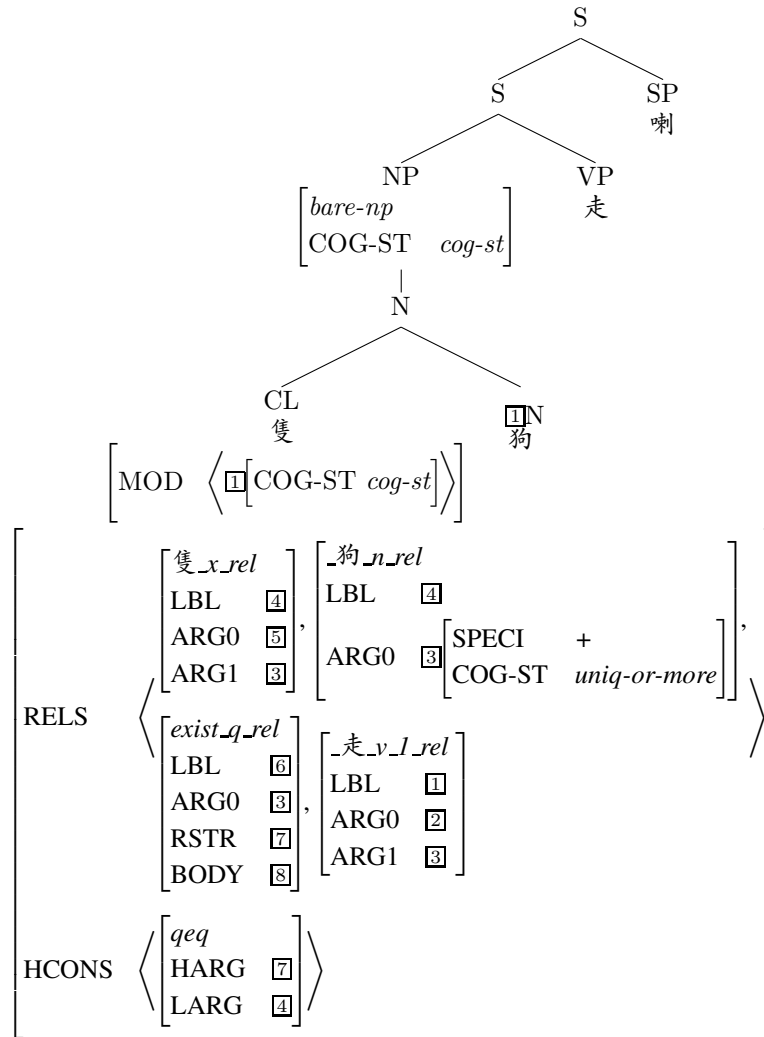 S
S SP
喇
NP VP
走
bare-np
COG-ST cog-st
N
CL 1N
隻 狗
MOD 〈 1 [COG-ST cog-st] 〉
隻_x_rel
LBL 4
ARG0 5
ARG1 3
,
_狗_n_rel
LBL 4
ARG0 3
SPECI +
COG-ST uniq-or-more
,
RELS
exist_q_rel
LBL 6
ARG0 3
RSTR 7
BODY 8
,
_走_v_1_rel
LBL 1
ARG0 2
ARG1 3
HCONS
qeq
HARG 7
LARG 4